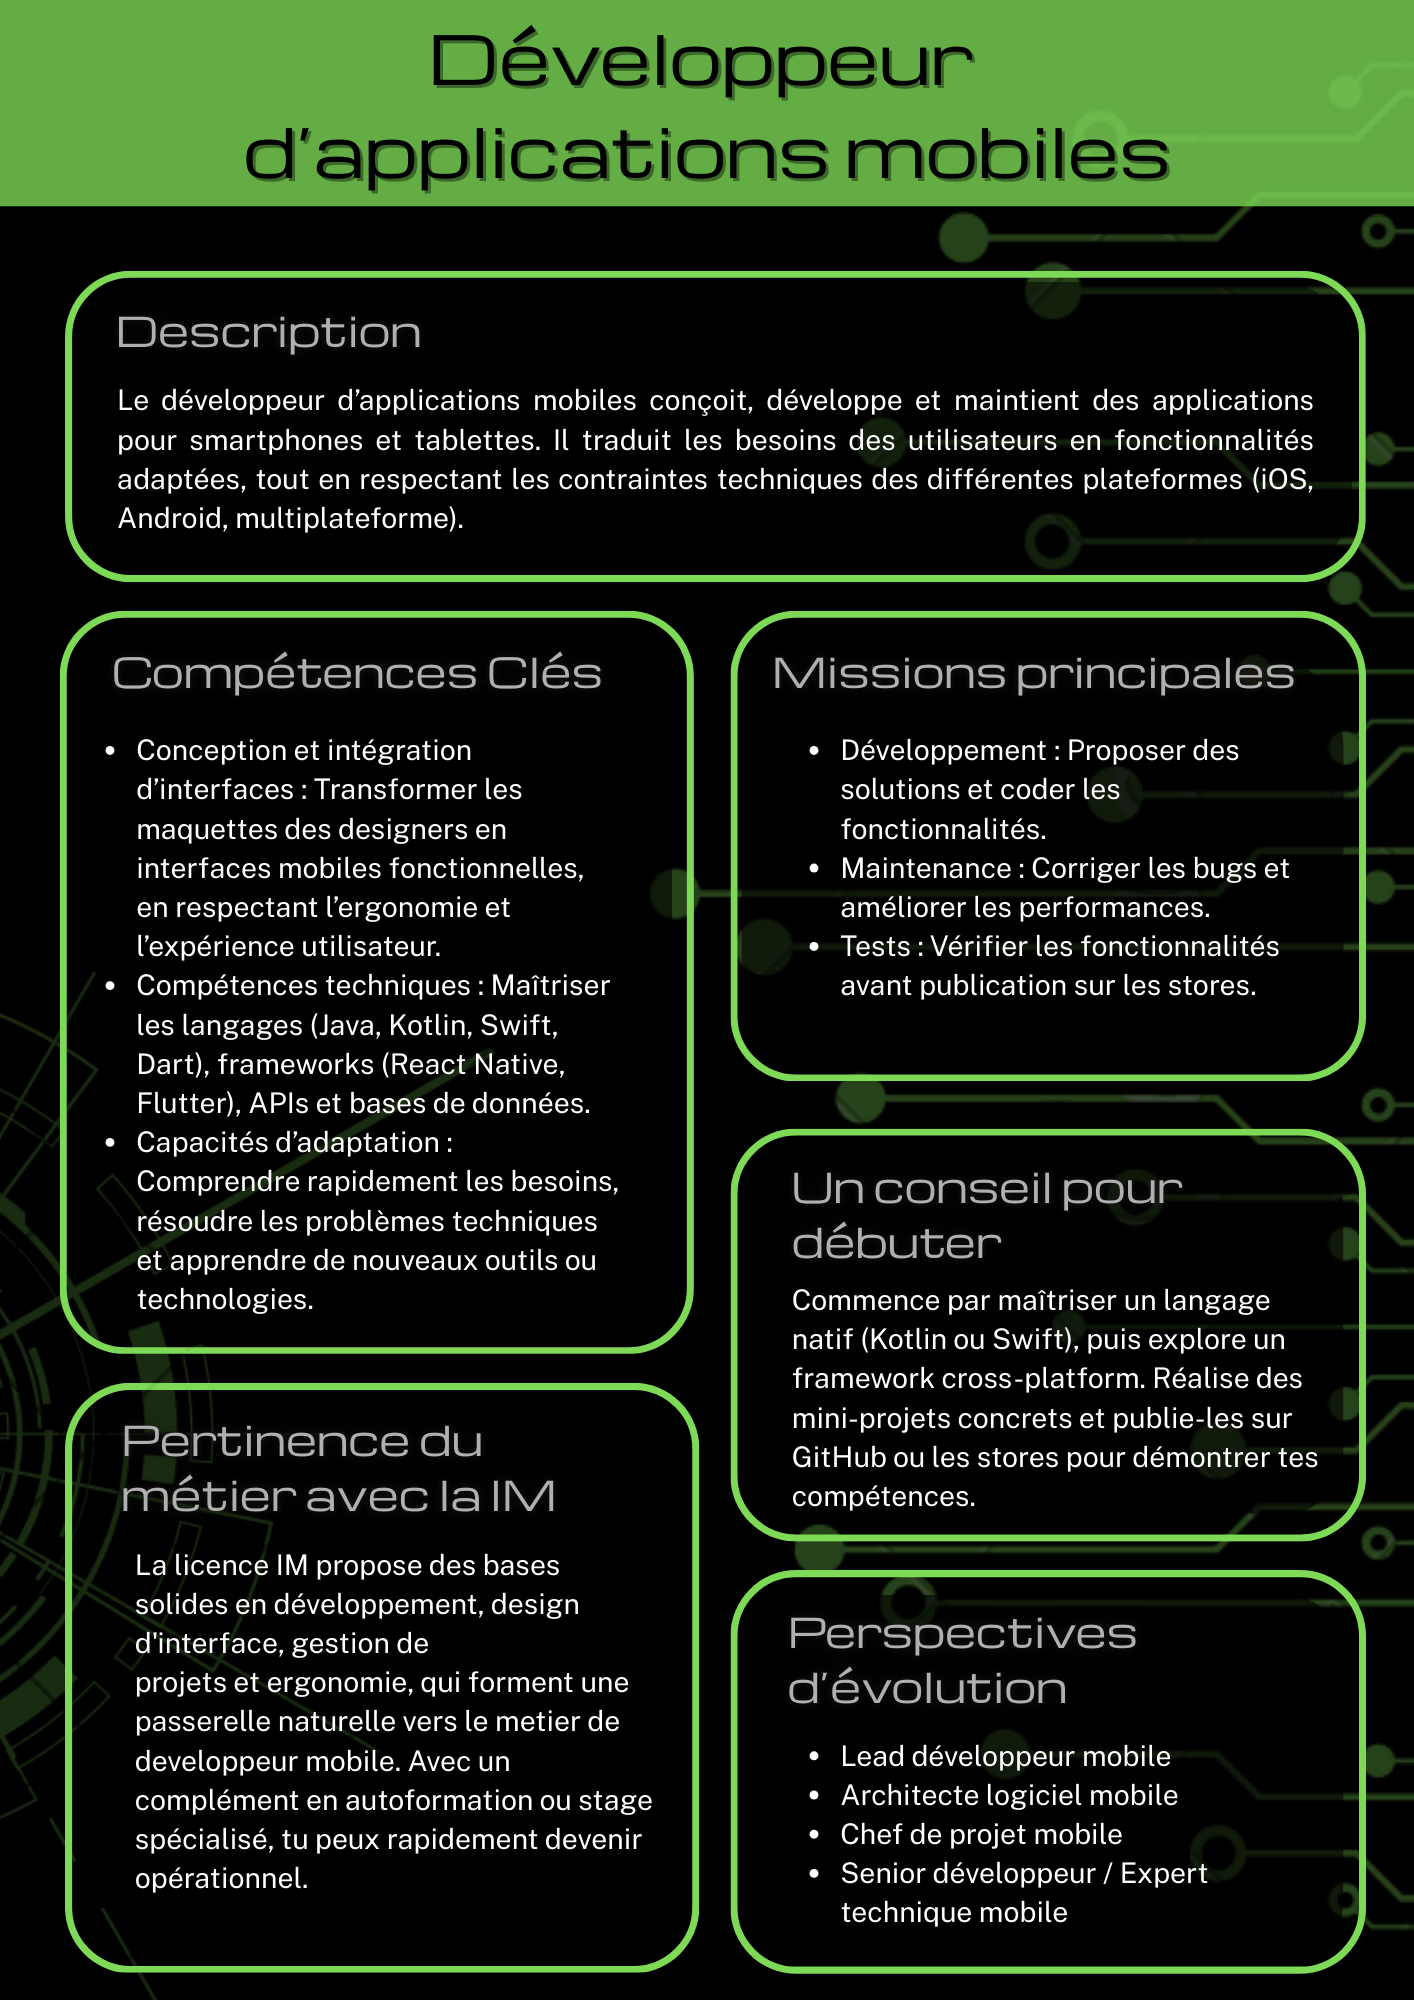 Développeur
d’applications mobiles
Description
Le développeur d’applications mobiles conçoit, développe et maintient des applications
pour smartphones et tablettes. Il traduit les besoins des utilisateurs en fonctionnalités
adaptées, tout en respectant les contraintes techniques des différentes plateformes (iOS,
Android, multiplateforme).
Compétences Clés
• Conception et intégration
d’interfaces : Transformer les
maquettes des designers en
interfaces mobiles fonctionnelles,
en respectant l’ergonomie et
l’expérience utilisateur.
• Compétences techniques : Maîtriser
les langages (Java, Kotlin, Swift,
Dart), frameworks (React Native,
Flutter), APIs et bases de données.
• Capacités d’adaptation :
Comprendre rapidement les besoins,
résoudre les problèmes techniques
et apprendre de nouveaux outils ou
technologies.
Missions principales
• Développement : Proposer des
solutions et coder les
fonctionnalités.
• Maintenance : Corriger les bugs et
améliorer les performances.
• Tests : Vérifier les fonctionnalités
avant publication sur les stores.
Un conseil pour
débuter
Commence par maîtriser un langage
natif (Kotlin ou Swift), puis explore un
framework cross-platform. Réalise des
mini-projets concrets et publie-les sur
GitHub ou les stores pour démontrer tes
compétences.
Pertinence du
métier avec la IM
La licence IM propose des bases
solides en développement, design
d'interface, gestion de
projets et ergonomie, qui forment une
passerelle naturelle vers le metier de
developpeur mobile. Avec un
complément en autoformation ou stage
spécialisé, tu peux rapidement devenir
opérationnel.
Perspectives
d’évolution
• Lead développeur mobile
• Architecte logiciel mobile
• Chef de projet mobile
• Senior développeur / Expert
technique mobile